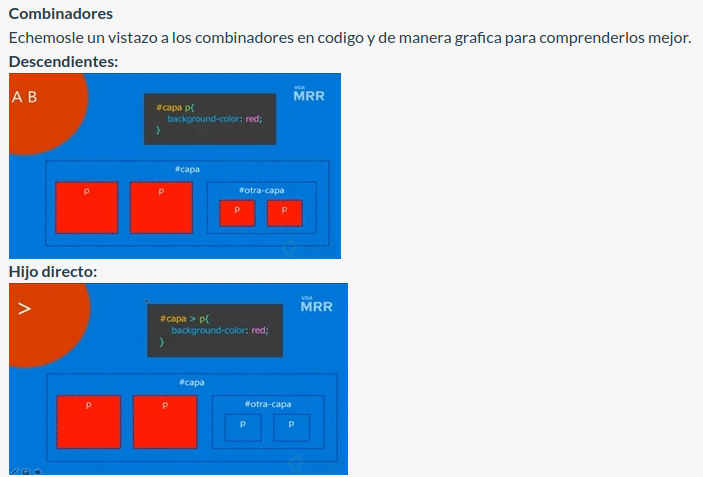 Combinadores
Echemosle un vistazo a los combinadores en codigo y de manera grafica para comprenderlos mejor.
Descendientes:
A B
VIDA
MRR
#capa p{
background-color: red;
}
#capa
p
p
#otra-capa
p
p
Hijo directo:
>
VIDA
MRR
#capa > p{
background-color: red;
}
#capa
p
p
#otra-capa
p
p